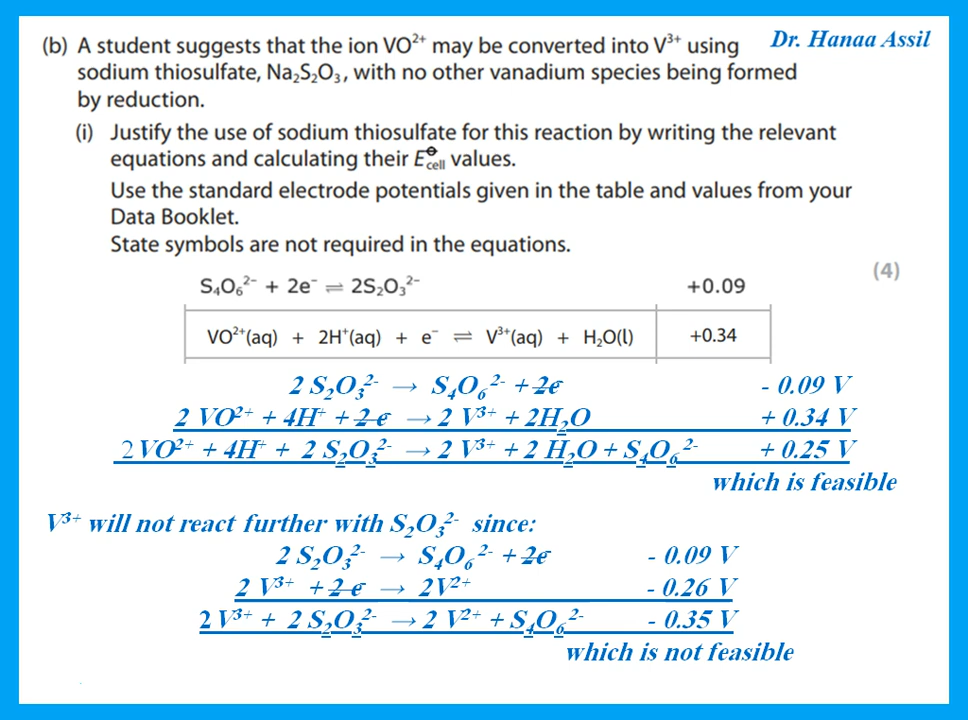 Dr. Hanaa Assil
(b) A student suggests that the ion VO²⁺ may be converted into V³⁺ using
sodium thiosulfate, Na₂S₂O₃, with no other vanadium species being formed
by reduction.
(i) Justify the use of sodium thiosulfate for this reaction by writing the relevant
equations and calculating their E⦵cell values.
Use the standard electrode potentials given in the table and values from your
Data Booklet.
State symbols are not required in the equations.
(4)
S₄O₆²⁻ + 2e⁻ ⇌ 2S₂O₃²⁻ +0.09
VO²⁺(aq) + 2H⁺(aq) + e⁻ ⇌ V³⁺(aq) + H₂O(l) +0.34
2 S₂O₃²⁻ → S₄O₆²⁻ + 2e - 0.09 V
2 VO²⁺ + 4H⁺ + 2 e → 2 V³⁺ + 2H₂O + 0.34 V
2 VO²⁺ + 4H⁺ + 2 S₂O₃²⁻ → 2 V³⁺ + 2 H₂O + S₄O₆²⁻ + 0.25 V
which is feasible
V³⁺ will not react further with S₂O₃²⁻ since:
2 S₂O₃²⁻ → S₄O₆²⁻ + 2e - 0.09 V
2 V³⁺ + 2 e → 2V²⁺ - 0.26 V
2 V³⁺ + 2 S₂O₃²⁻ → 2 V²⁺ + S₄O₆²⁻ - 0.35 V
which is not feasible